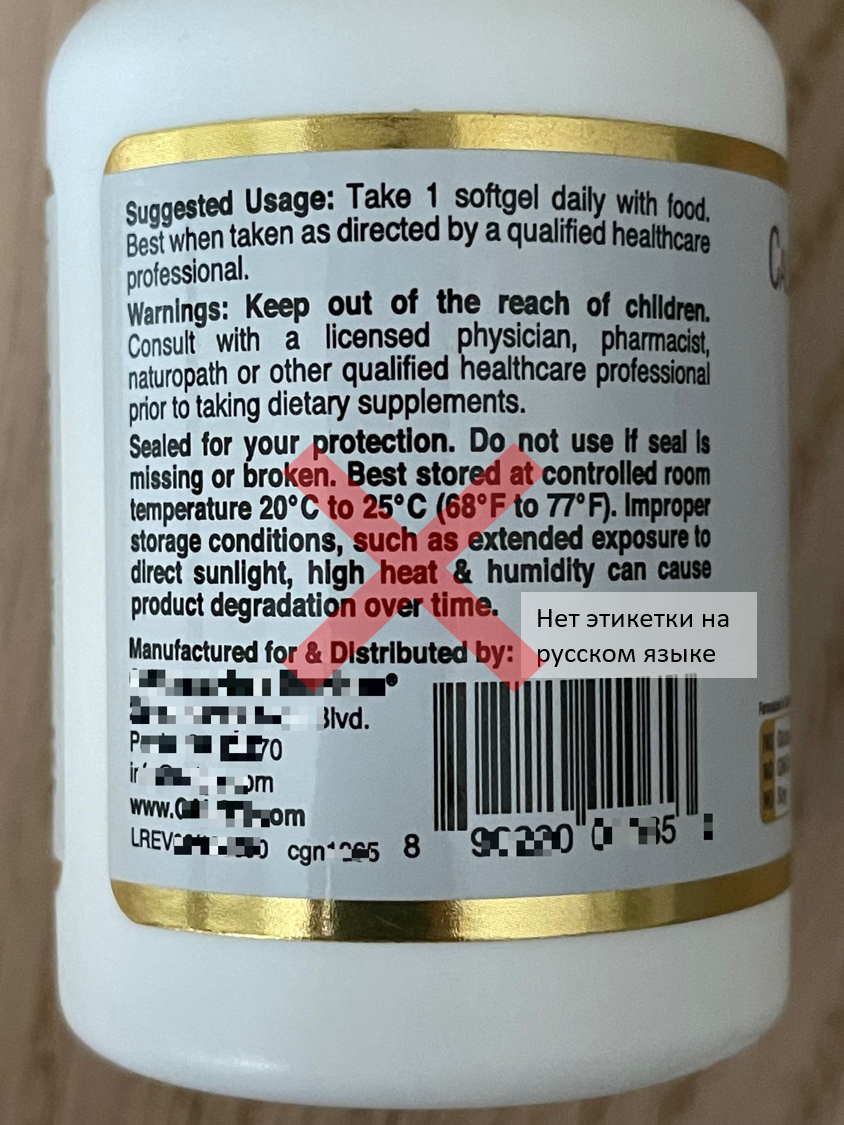 Suggested Usage: Take 1 softgel daily with food.
Best when taken as directed by a qualified healthcare
professional.
Warnings: Keep out of the reach of children.
Consult with a licensed physician, pharmacist,
naturopath or other qualified healthcare professional
prior to taking dietary supplements.
Sealed for your protection. Do not use if seal is
missing or broken. Best stored at controlled room
temperature 20°C to 25°C (68°F to 77°F). Improper
storage conditions, such as extended exposure to
direct sunlight, high heat & humidity can cause
product degradation over time.
Нет этикетки на
русском языке
Manufactured for & Distributed by:
Blvd.
8